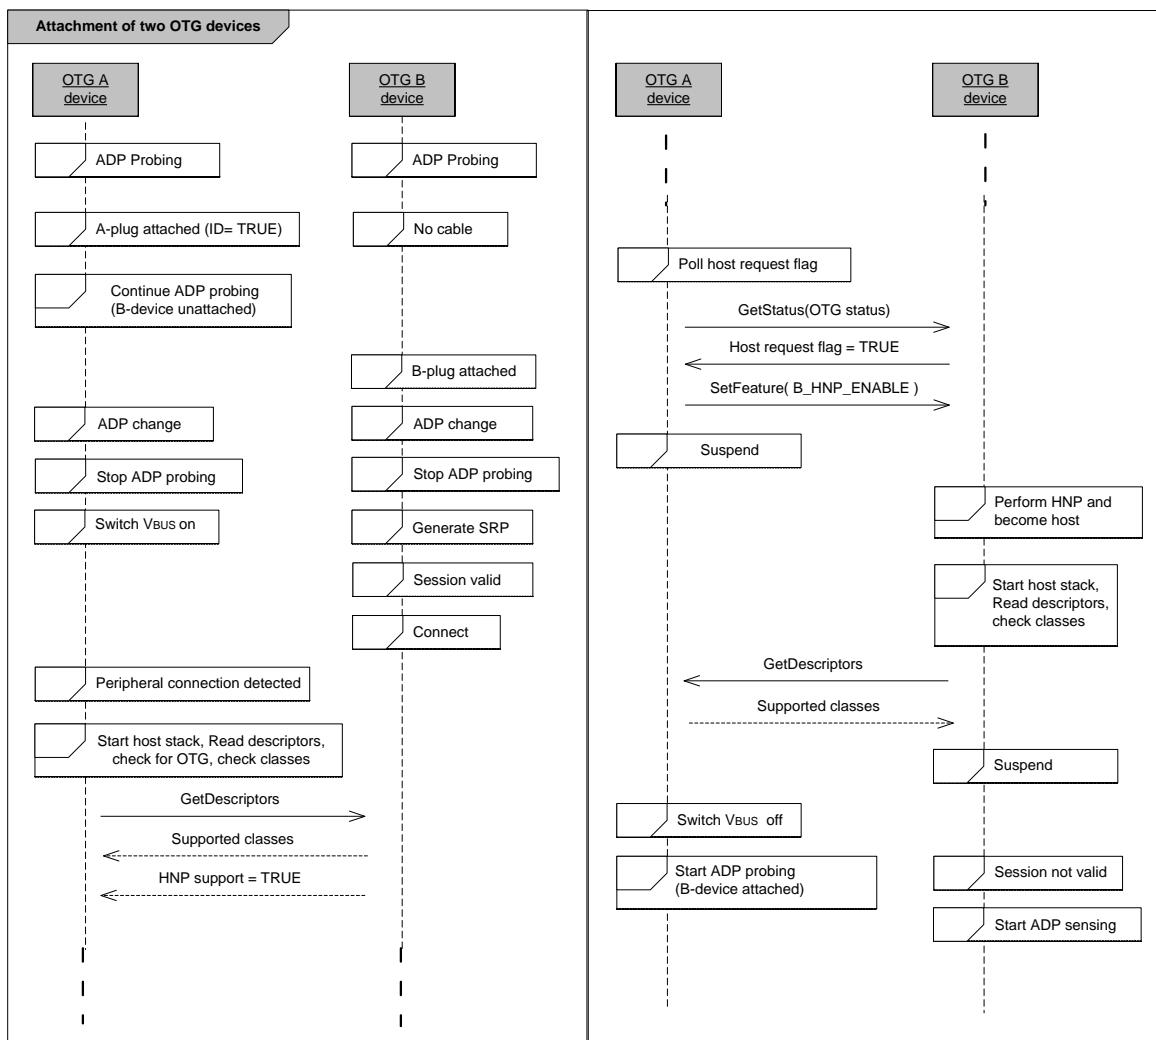 Attachment of two OTG devices
OTG A
device
OTG B
device
ADP Probing
ADP Probing
A-plug attached (ID= TRUE)
No cable
Continue ADP probing
(B-device unattached)
B-plug attached
ADP change
ADP change
Stop ADP probing
Stop ADP probing
Switch VBUS on
Generate SRP
Session valid
Connect
Peripheral connection detected
Start host stack, Read descriptors,
check for OTG, check classes
GetDescriptors
Supported classes
HNP support = TRUE
OTG A
device
OTG B
device
Poll host request flag
GetStatus(OTG status)
Host request flag = TRUE
SetFeature( B_HNP_ENABLE )
Suspend
Perform HNP and
become host
Start host stack,
Read descriptors,
check classes
GetDescriptors
Supported classes
Suspend
Switch VBUS off
Start ADP probing
(B-device attached)
Session not valid
Start ADP sensing